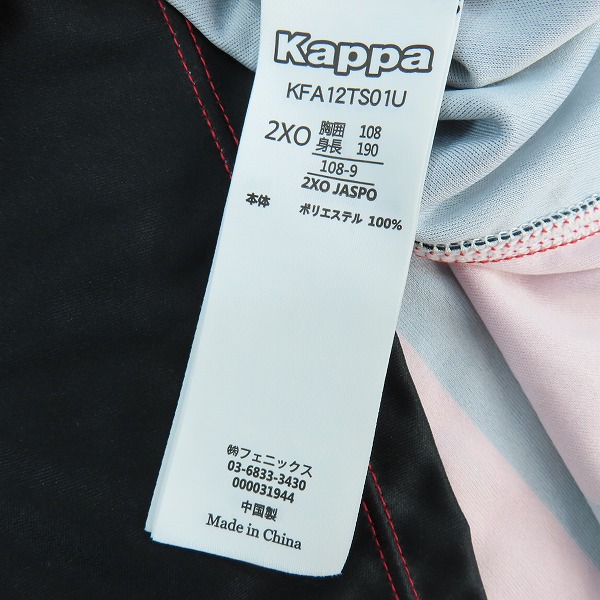 Kappa
KFA12TS01U
2XO 胸囲 108
身長 190
108-9
2XO JASPO
本体 ポリエステル 100%
㈱フェニックス
03-6833-3430
000031944
中国製
Made in China